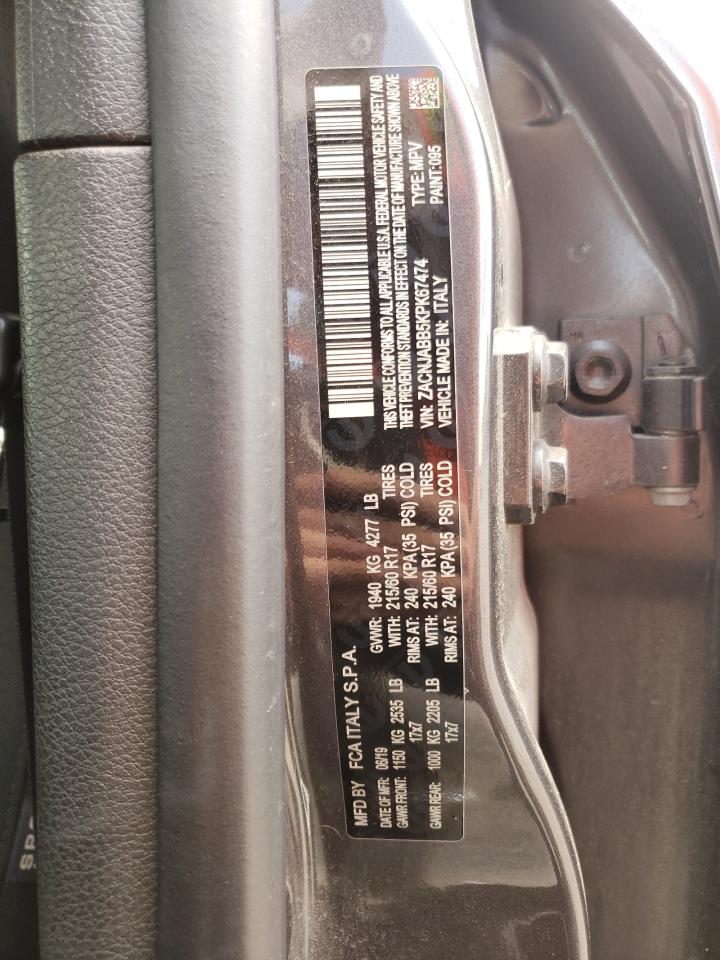 MFD BY FCA ITALY S.P.A.
DATE OF MFR: 06/19 GVWR: 1940 KG 4277 LB
GAWR FRONT: 1150 KG 2535 LB WITH: 215/60 R17 TIRES
17x7 RIMS AT: 240 KPA(35 PSI) COLD
GAWR REAR: 1000 KG 2205 LB WITH: 215/60 R17 TIRES
17x7 RIMS AT: 240 KPA(35 PSI) COLD
THIS VEHICLE CONFORMS TO ALL APPLICABLE U.S.A. FEDERAL MOTOR VEHICLE SAFETY AND
THEFT PREVENTION STANDARDS IN EFFECT ON THE DATE OF MANUFACTURE SHOWN ABOVE
VIN: ZACNJABB5KPK67474 TYPE: MPV
VEHICLE MADE IN: ITALY PAINT: 095